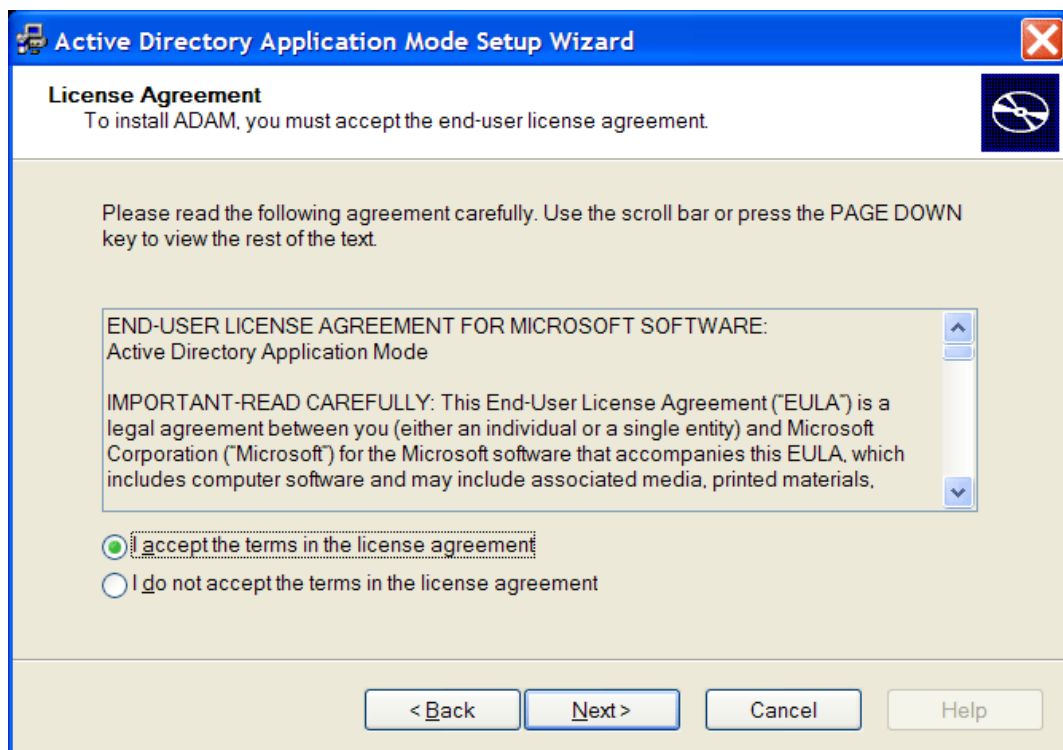 Active Directory Application Mode Setup Wizard
License Agreement
To install ADAM, you must accept the end-user license agreement.
Please read the following agreement carefully. Use the scroll bar or press the PAGE DOWN
key to view the rest of the text.
END-USER LICENSE AGREEMENT FOR MICROSOFT SOFTWARE:
Active Directory Application Mode
IMPORTANT-READ CAREFULLY: This End-User License Agreement ("EULA") is a
legal agreement between you (either an individual or a single entity) and Microsoft
Corporation ("Microsoft") for the Microsoft software that accompanies this EULA, which
includes computer software and may include associated media, printed materials,
I accept the terms in the license agreement
I do not accept the terms in the license agreement
< Back
Next >
Cancel
Help